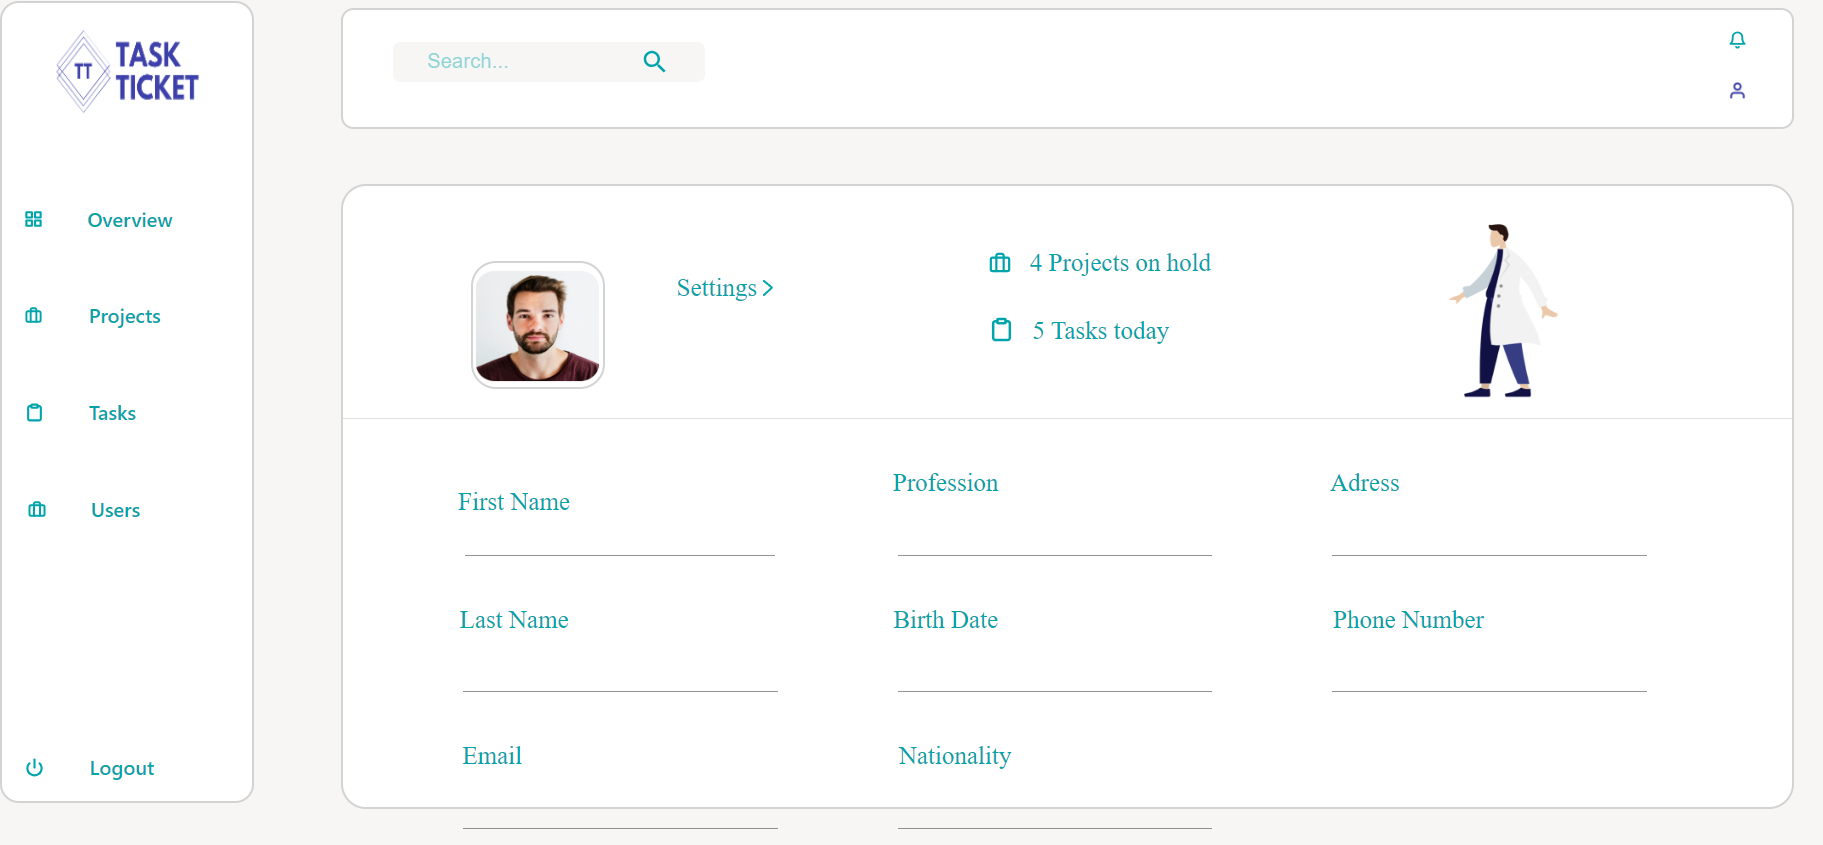 TT
TASK
TICKET
Overview
Projects
Tasks
Users
Logout
Search...
Settings
4 Projects on hold
5 Tasks today
First Name
Profession
Adress
Last Name
Birth Date
Phone Number
Email
Nationality